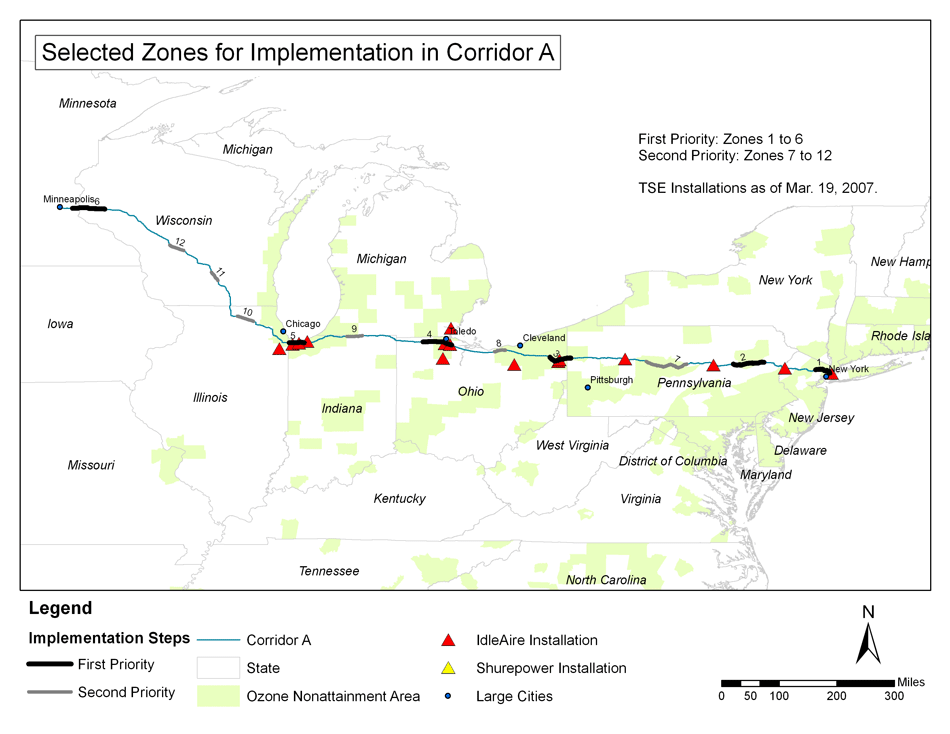 Selected Zones for Implementation in Corridor A
Minnesota
First Priority: Zones 1 to 6
Second Priority: Zones 7 to 12
Michigan
TSE Installations as of Mar. 19, 2007.
Minneapolis 6
Wisconsin
12
Michigan
New Hamp
11
New York
10
Iowa
Chicago
9
4
Toledo
5
8
Cleveland
Rhode Isla
3
7
2
1
New York
Pittsburgh
Pennsylvania
Illinois
Indiana
Ohio
New Jersey
West Virginia
Delaware
Missouri
District of Columbia
Maryland
Kentucky
Virginia
Tennessee
North Carolina
Legend
Implementation Steps
First Priority
Second Priority
Corridor A
State
Ozone Nonattainment Area
IdleAire Installation
Shurepower Installation
Large Cities
N
Miles
0 50 100 200 300